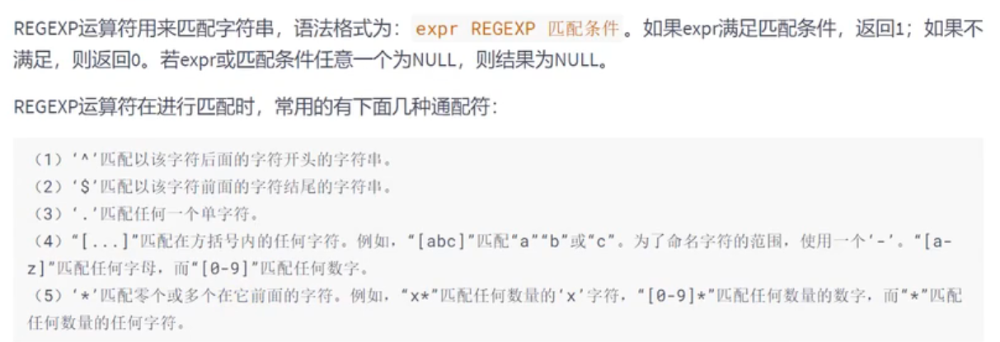 REGEXP运算符用来匹配字符串，语法格式为：expr REGEXP 匹配条件。如果expr满足匹配条件，返回1；如果不
满足，则返回0。若expr或匹配条件任意一个为NULL，则结果为NULL。
REGEXP运算符在进行匹配时，常用的有下面几种通配符：
（1）‘^’匹配以该字符后面的字符开头的字符串。
（2）‘$’匹配以该字符前面的字符结尾的字符串。
（3）‘.’匹配任何一个单字符。
（4）“[...]”匹配在方括号内的任何字符。例如，“[abc]”匹配“a”“b”或“c”。为了命名字符的范围，使用一个‘-’。“[a-
z]”匹配任何字母，而“[0-9]”匹配任何数字。
（5）‘*’匹配零个或多个在它前面的字符。例如，“x*”匹配任何数量的‘x’字符，“[0-9]*”匹配任何数量的数字，而“*”匹配
任何数量的任何字符。